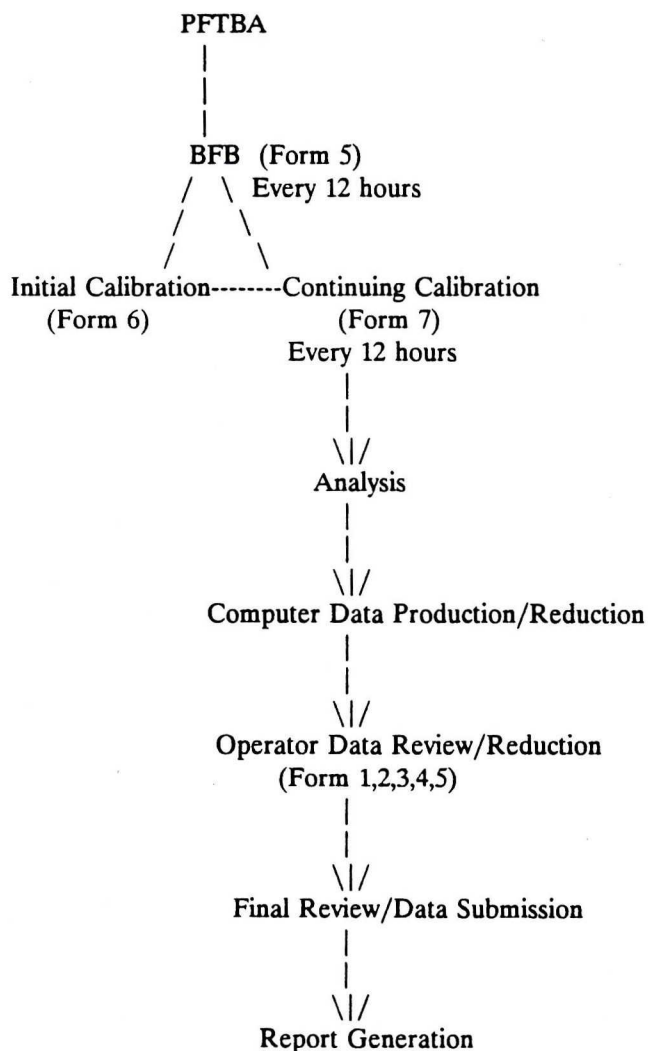 PFTBA
|
|
|
BFB (Form 5)
/ \ Every 12 hours
/ \
/ \
Initial Calibration--------Continuing Calibration
(Form 6) (Form 7)
Every 12 hours
|
|
\|/
Analysis
|
|
\|/
Computer Data Production/Reduction
|
|
\|/
Operator Data Review/Reduction
(Form 1,2,3,4,5)
|
|
\|/
Final Review/Data Submission
|
|
\|/
Report Generation